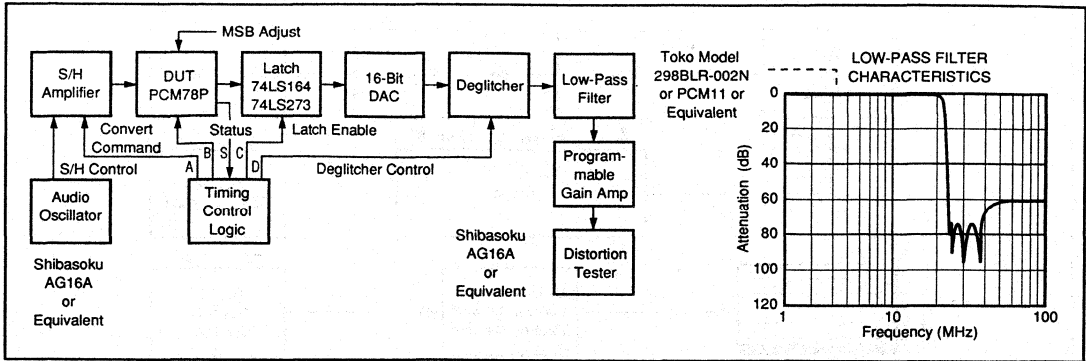 MSB Adjust
S/H
Amplifier
DUT
PCM78P
Latch
74LS164
74LS273
16-Bit
DAC
Deglitcher
Low-Pass
Filter
Toko Model
298BLR-002N
or PCM11 or
Equivalent
Convert
Command
Status
Latch Enable
S/H Control
A
B
S
C
D
Deglitcher Control
Audio
Oscillator
Timing
Control
Logic
Program-
mable
Gain Amp
Distortion
Tester
Shibasoku
AG16A
or
Equivalent
Shibasoku
AG16A
or
Equivalent
LOW-PASS FILTER
CHARACTERISTICS
Attenuation (dB)
0
20
40
60
80
100
120
1
10
100
Frequency (MHz)